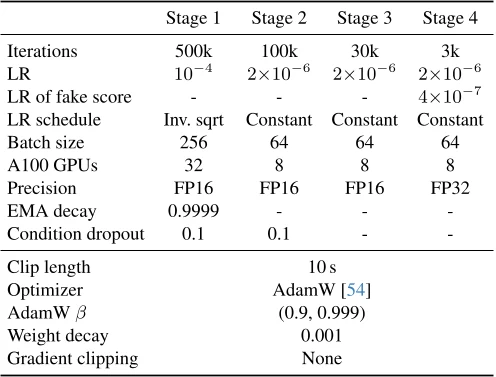 Stage 1 Stage 2 Stage 3 Stage 4
Iterations 500k 100k 30k 3k
LR 10⁻⁴ 2×10⁻⁶ 2×10⁻⁶ 2×10⁻⁶
LR of fake score - - - 4×10⁻⁷
LR schedule Inv. sqrt Constant Constant Constant
Batch size 256 64 64 64
A100 GPUs 32 8 8 8
Precision FP16 FP16 FP16 FP32
EMA decay 0.9999 - - -
Condition dropout 0.1 0.1 - -
Clip length 10 s
Optimizer AdamW [54]
AdamW β (0.9, 0.999)
Weight decay 0.001
Gradient clipping None